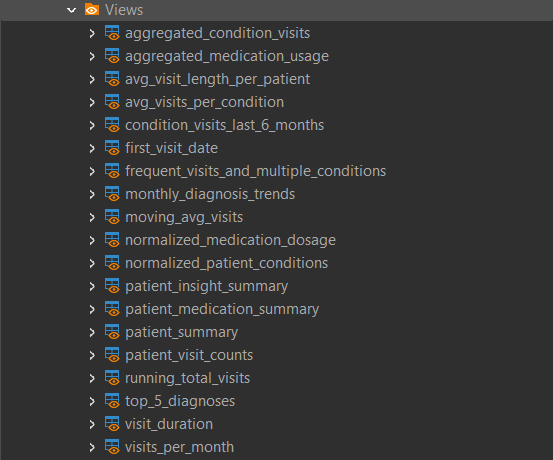 Views
aggregated_condition_visits
aggregated_medication_usage
avg_visit_length_per_patient
avg_visits_per_condition
condition_visits_last_6_months
first_visit_date
frequent_visits_and_multiple_conditions
monthly_diagnosis_trends
moving_avg_visits
normalized_medication_dosage
normalized_patient_conditions
patient_insight_summary
patient_medication_summary
patient_summary
patient_visit_counts
running_total_visits
top_5_diagnoses
visit_duration
visits_per_month